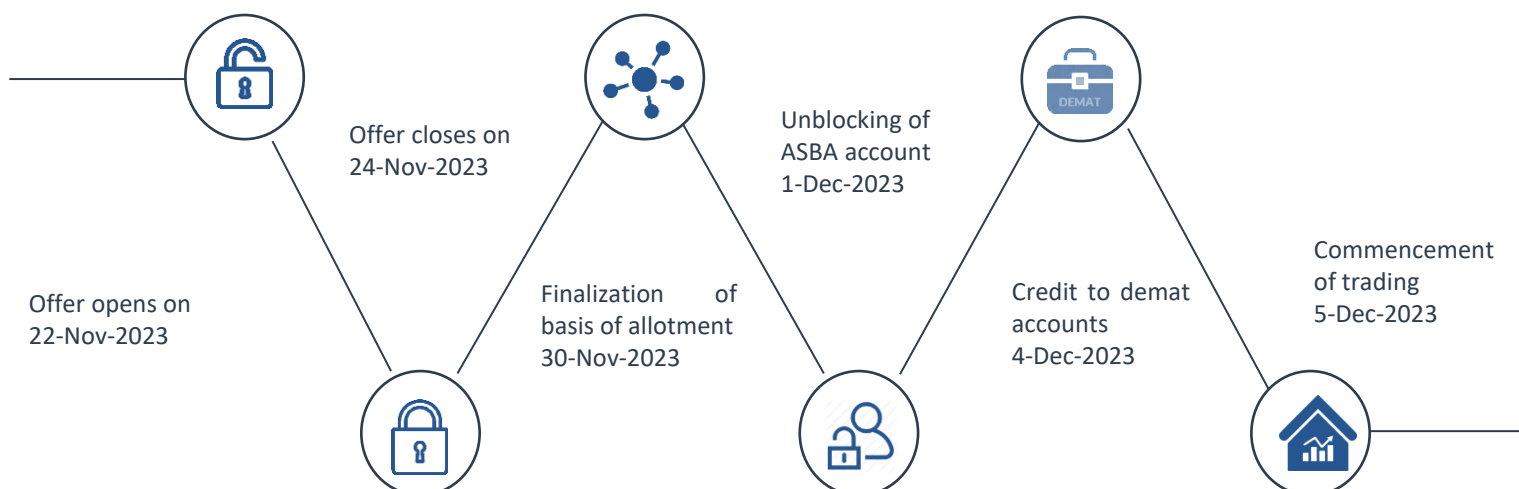 Offer opens on
22-Nov-2023
Offer closes on
24-Nov-2023
Finalization of
basis of allotment
30-Nov-2023
Unblocking of
ASBA account
1-Dec-2023
DEMAT
Credit to demat
accounts
4-Dec-2023
Commencement
of trading
5-Dec-2023